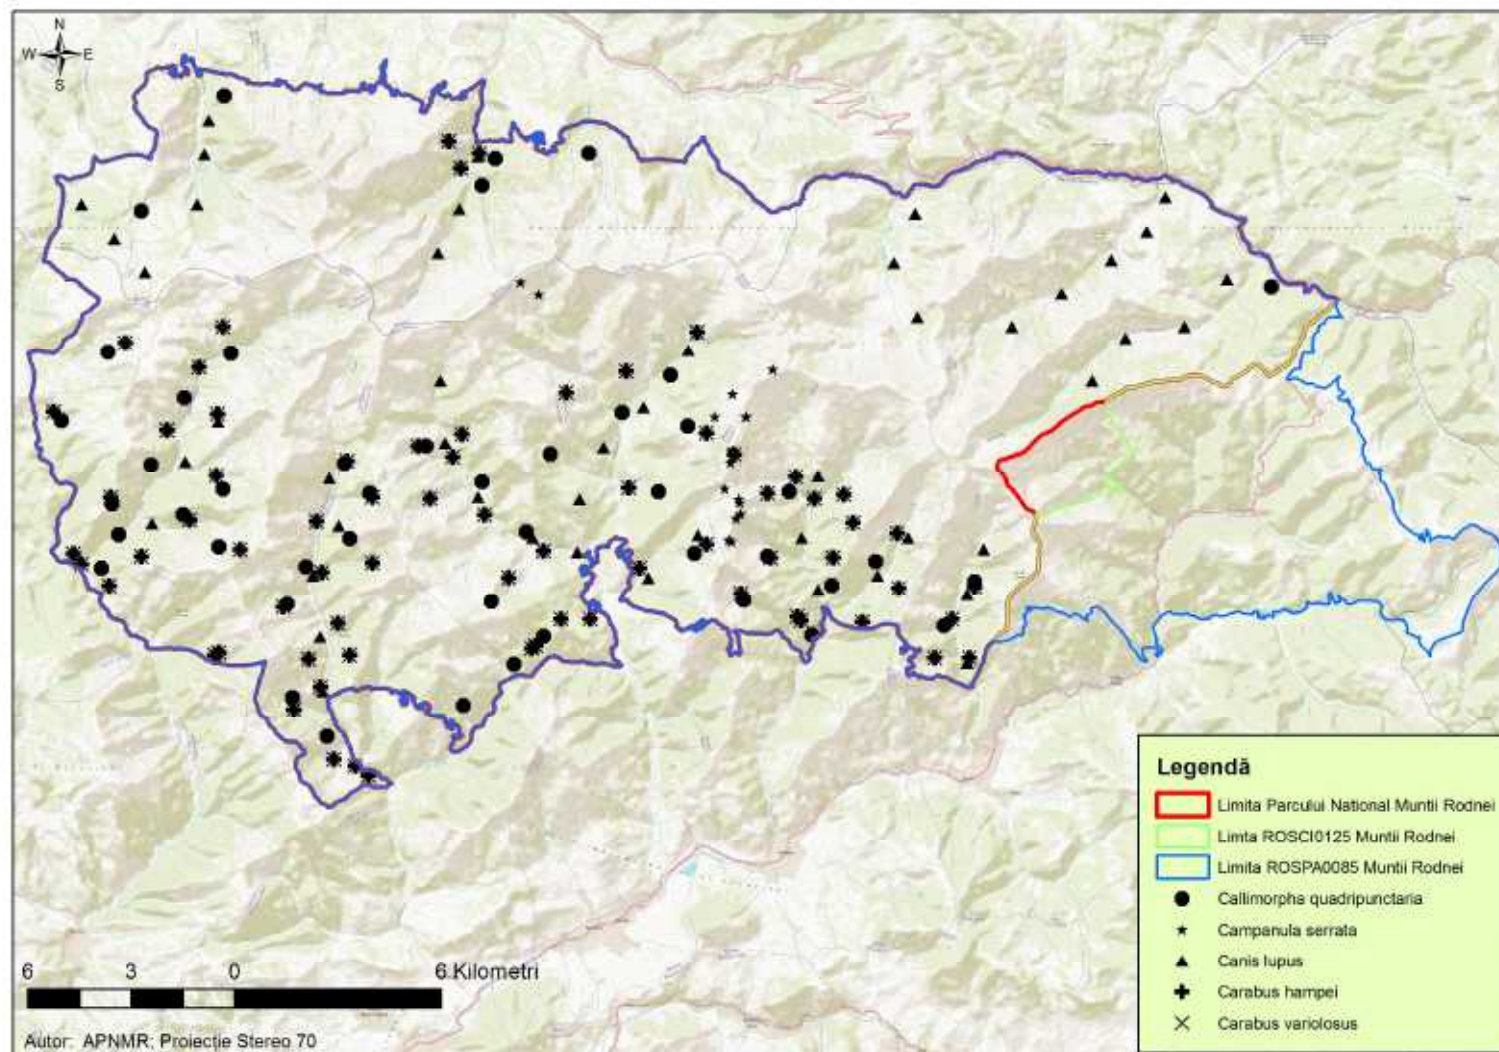 N
W E
S
Legendă
Limita Parcului National Muntii Rodnei
Limta ROSCI0125 Muntii Rodnei
Limita ROSPA0085 Muntii Rodnei
Callimorpha quadripunctaria
Campanula serrata
Canis lupus
Carabus hampei
Carabus variolosus
6 3 0 6 Kilometri
Autor: APNMR; Proiecție Stereo 70